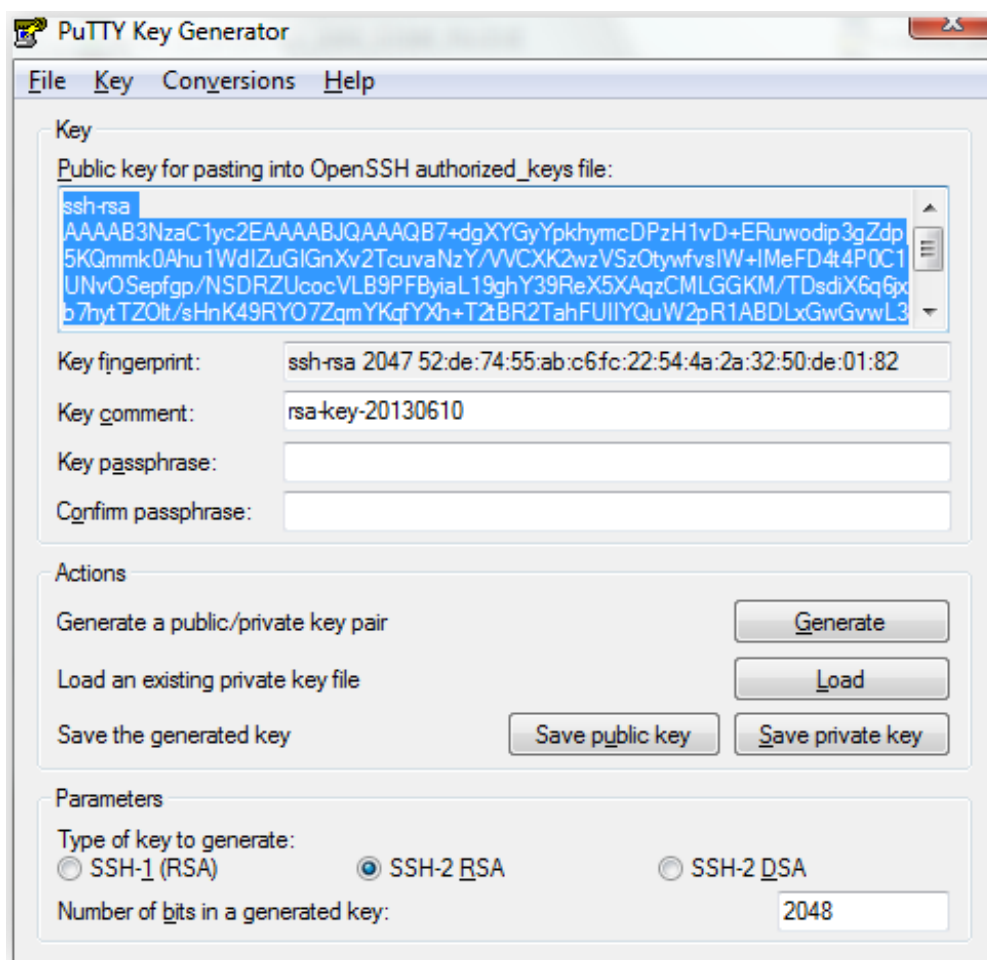 PuTTY Key Generator
File Key Conversions Help
Key
Public key for pasting into OpenSSH authorized_keys file:
ssh-rsa
AAAAB3NzaC1yc2EAAAABJQAAAQB7+dgXYGyYpkhymcDPzH1vD+ERuwodip3gZdp
5KQmmk0Ahu1WdIZuGlGnXv2TcuvaNzY/VVCXK2wzVSzOtywfvsIW+IMeFD4t4P0C1
UNvOSepfgp/NSDRZUcocVLB9PFByiaL19ghY39ReX5XAqzCMLGGKM/TDsdiX6q6jx
b7hytTZOlt/sHnK49RYO7ZqmYKqfYXh+T2tBR2TahFUIlYQuW2pR1ABDLxGwGvwL3
Key fingerprint: ssh-rsa 2047 52:de:74:55:ab:c6:fc:22:54:4a:2a:32:50:de:01:82
Key comment: rsa-key-20130610
Key passphrase:
Confirm passphrase:
Actions
Generate a public/private key pair Generate
Load an existing private key file Load
Save the generated key Save public key Save private key
Parameters
Type of key to generate:
SSH-1 (RSA) SSH-2 RSA SSH-2 DSA
Number of bits in a generated key: 2048